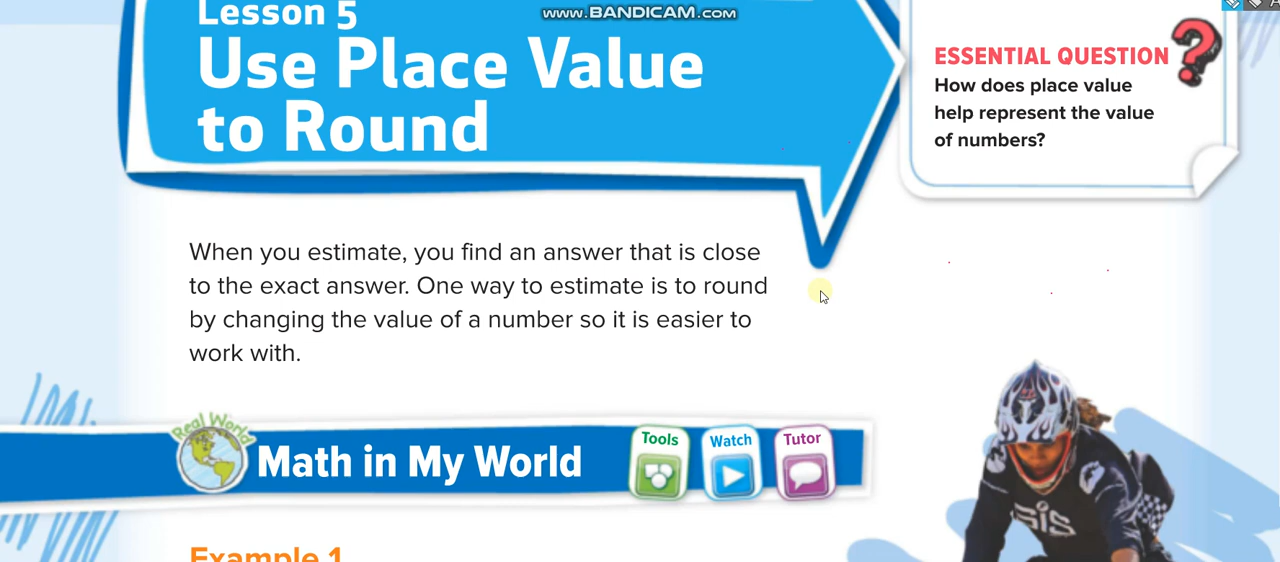 www.BANDICAM.com
Lesson 5
Use Place Value
to Round
ESSENTIAL QUESTION
How does place value
help represent the value
of numbers?
When you estimate, you find an answer that is close
to the exact answer. One way to estimate is to round
by changing the value of a number so it is easier to
work with.
Real World
Math in My World
Tools
Watch
Tutor
SiS
Example 1